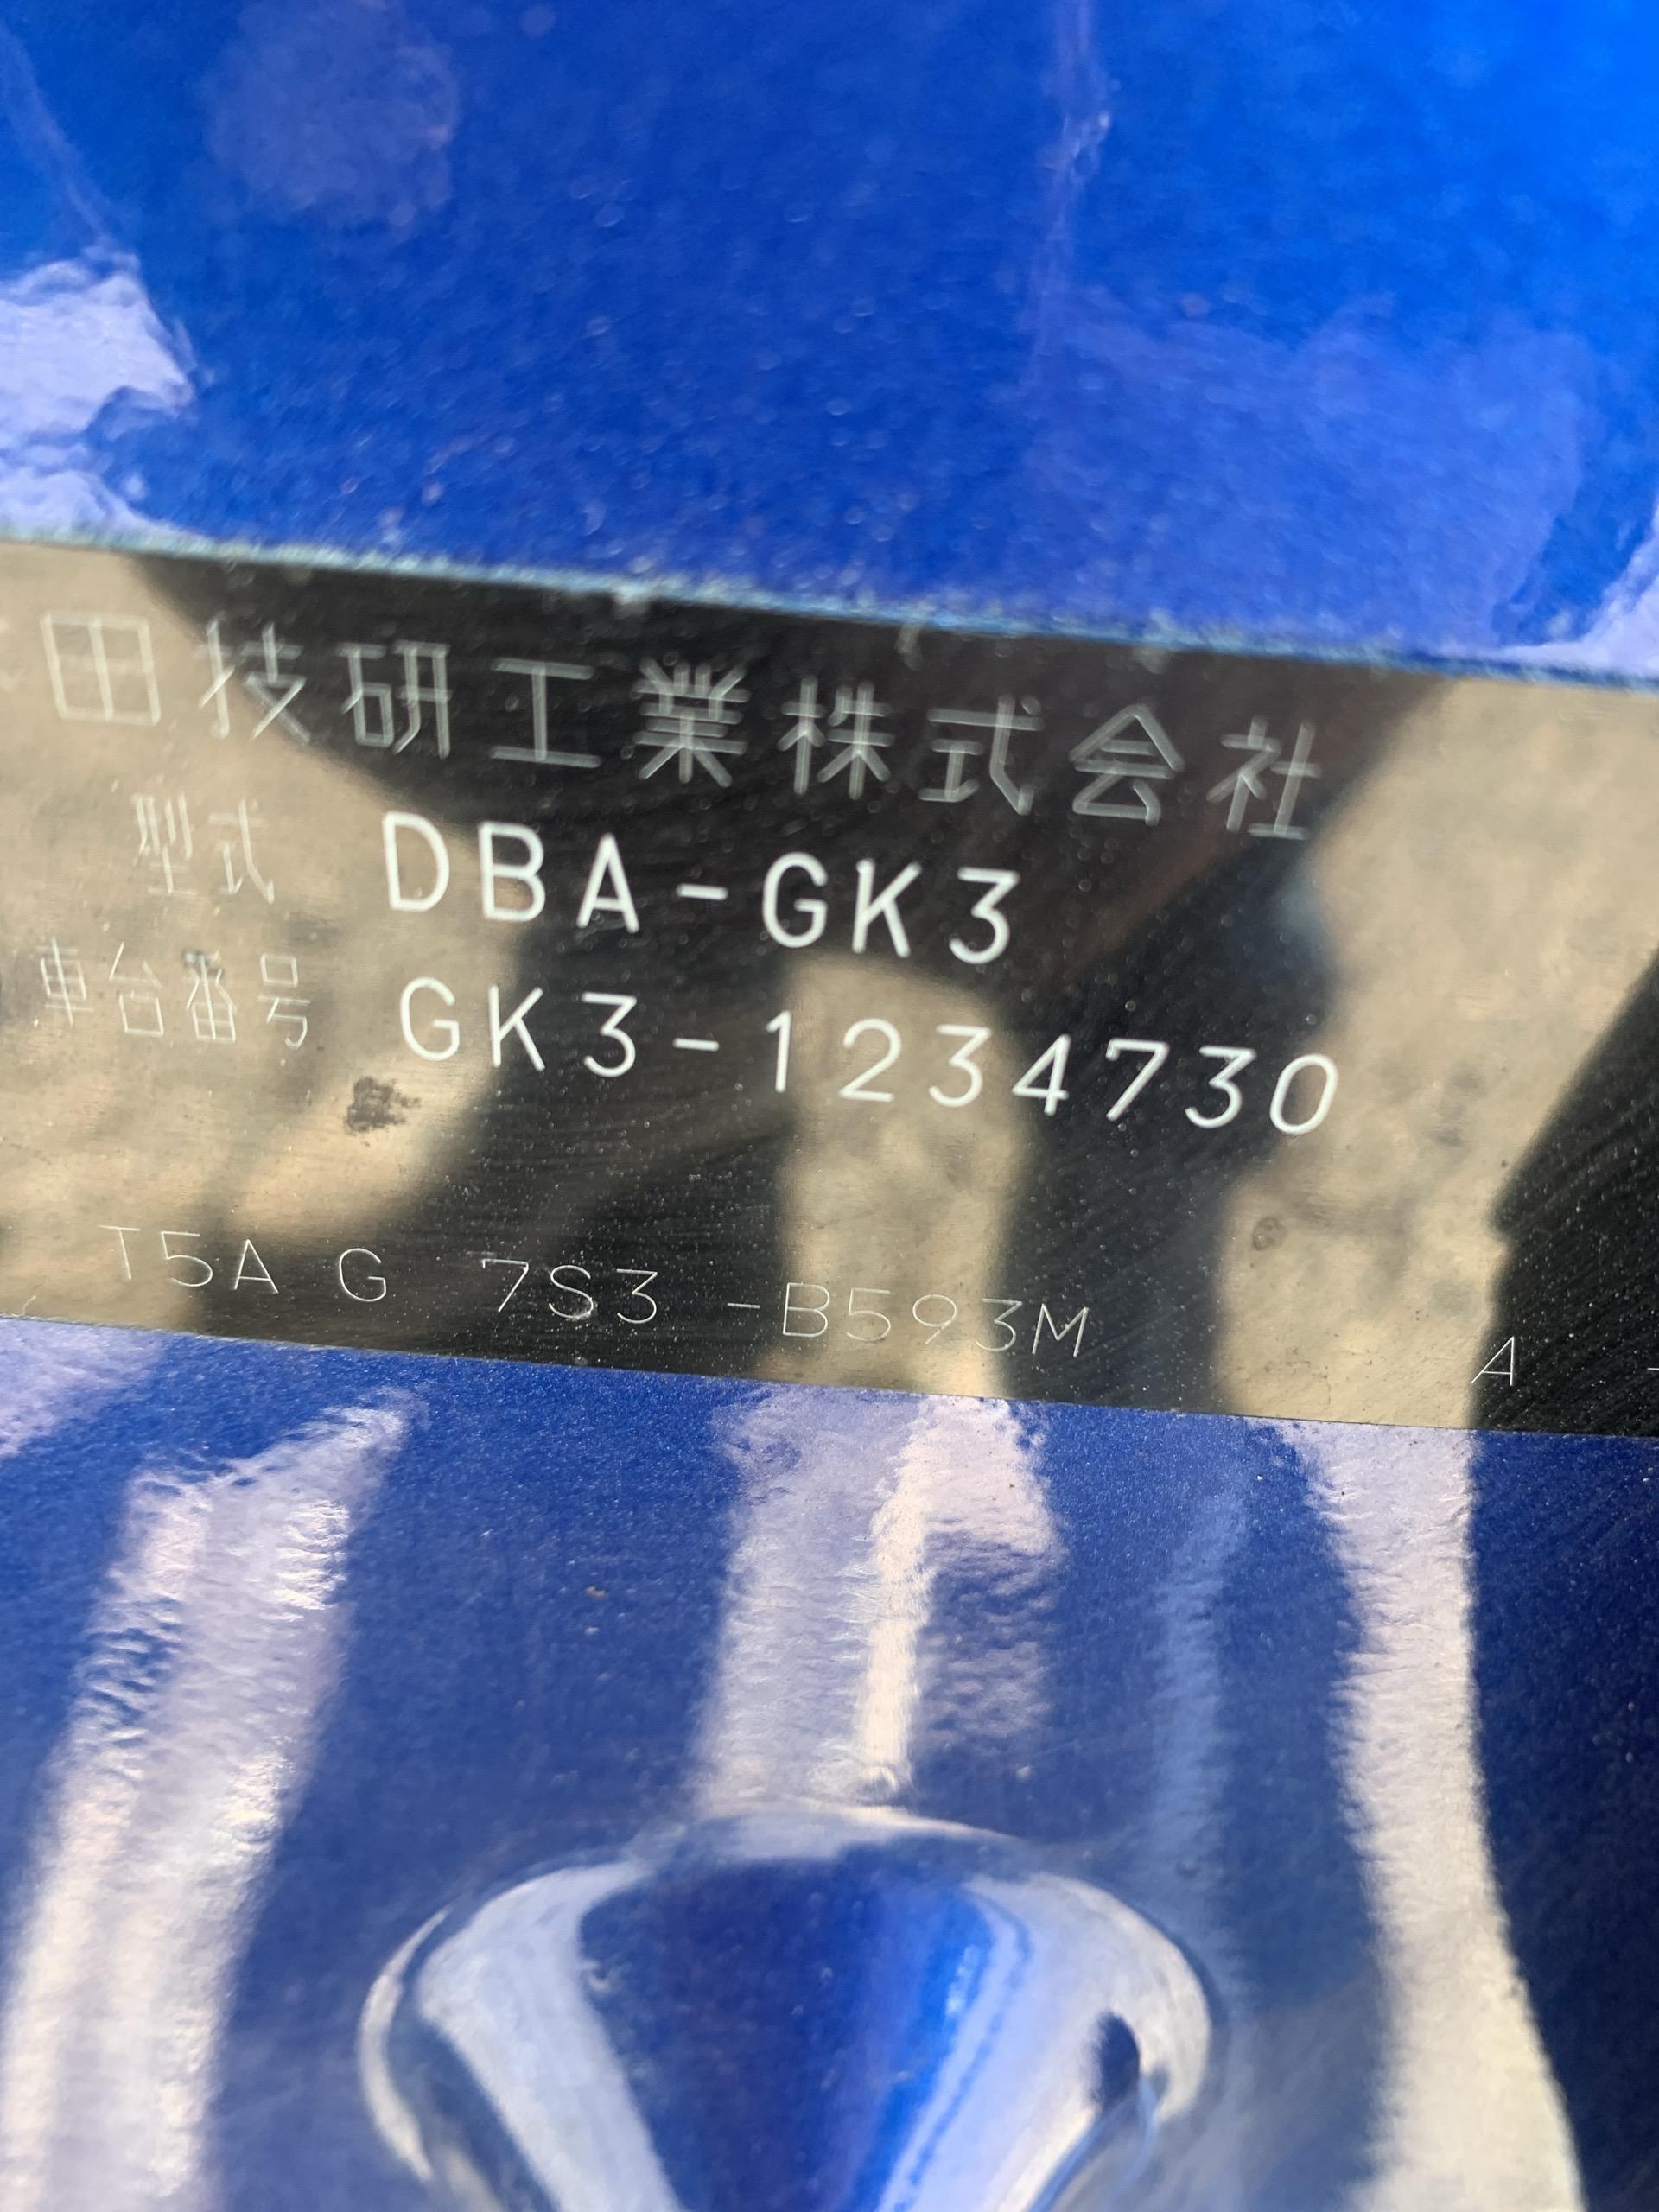 田技研工業株式会社
型式 DBA-GK3
車台番号 GK3-1234730
T5A G 7S3 -B593M A -